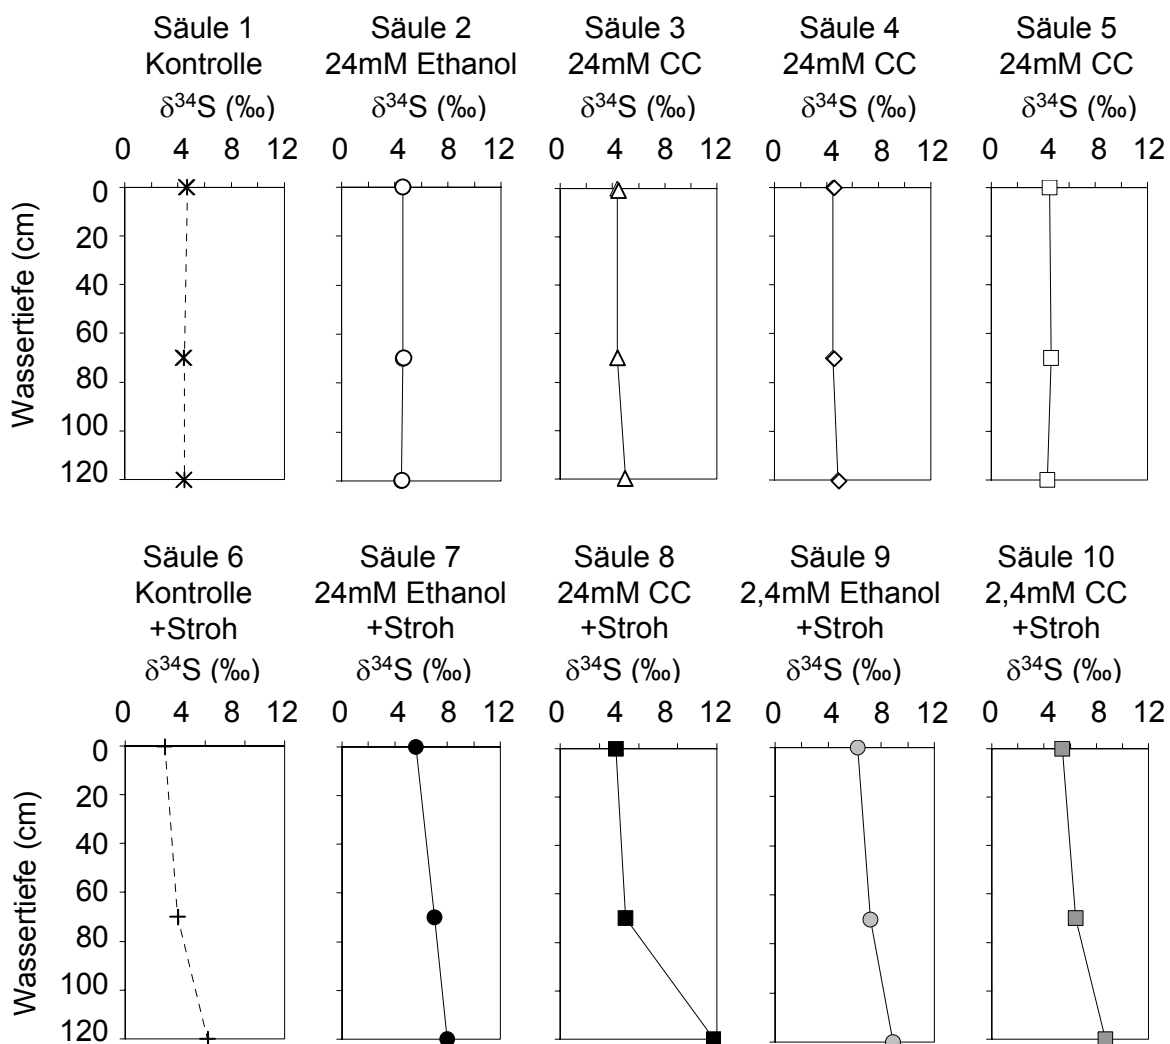 Säule 1 Säule 2 Säule 3 Säule 4 Säule 5
Kontrolle 24mM Ethanol 24mM CC 24mM CC 24mM CC
δ³⁴S (‰) δ³⁴S (‰) δ³⁴S (‰) δ³⁴S (‰) δ³⁴S (‰)
0 4 8 12 0 4 8 12 0 4 8 12 0 4 8 12 0 4 8 12
0
20
40
60
80
100
120
Wassertiefe (cm)
Säule 6 Säule 7 Säule 8 Säule 9 Säule 10
Kontrolle 24mM Ethanol 24mM CC 2,4mM Ethanol 2,4mM CC
+Stroh +Stroh +Stroh +Stroh +Stroh
δ³⁴S (‰) δ³⁴S (‰) δ³⁴S (‰) δ³⁴S (‰) δ³⁴S (‰)
0 4 8 12 0 4 8 12 0 4 8 12 0 4 8 12 0 4 8 12
0
20
40
60
80
100
120
Wassertiefe (cm)